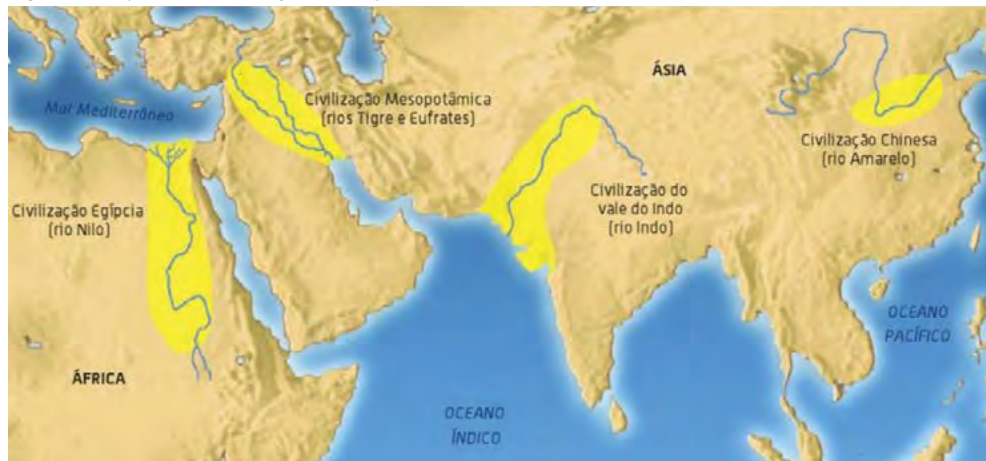 Mar Mediterrâneo
Civilização Mesopotâmica
(rios Tigre e Eufrates)
ÁSIA
Civilização Chinesa
(rio Amarelo)
Civilização Egípcia
(rio Nilo)
Civilização do
vale do Indo
(rio Indo)
ÁFRICA
OCEANO
ÍNDICO
OCEANO
PACÍFICO